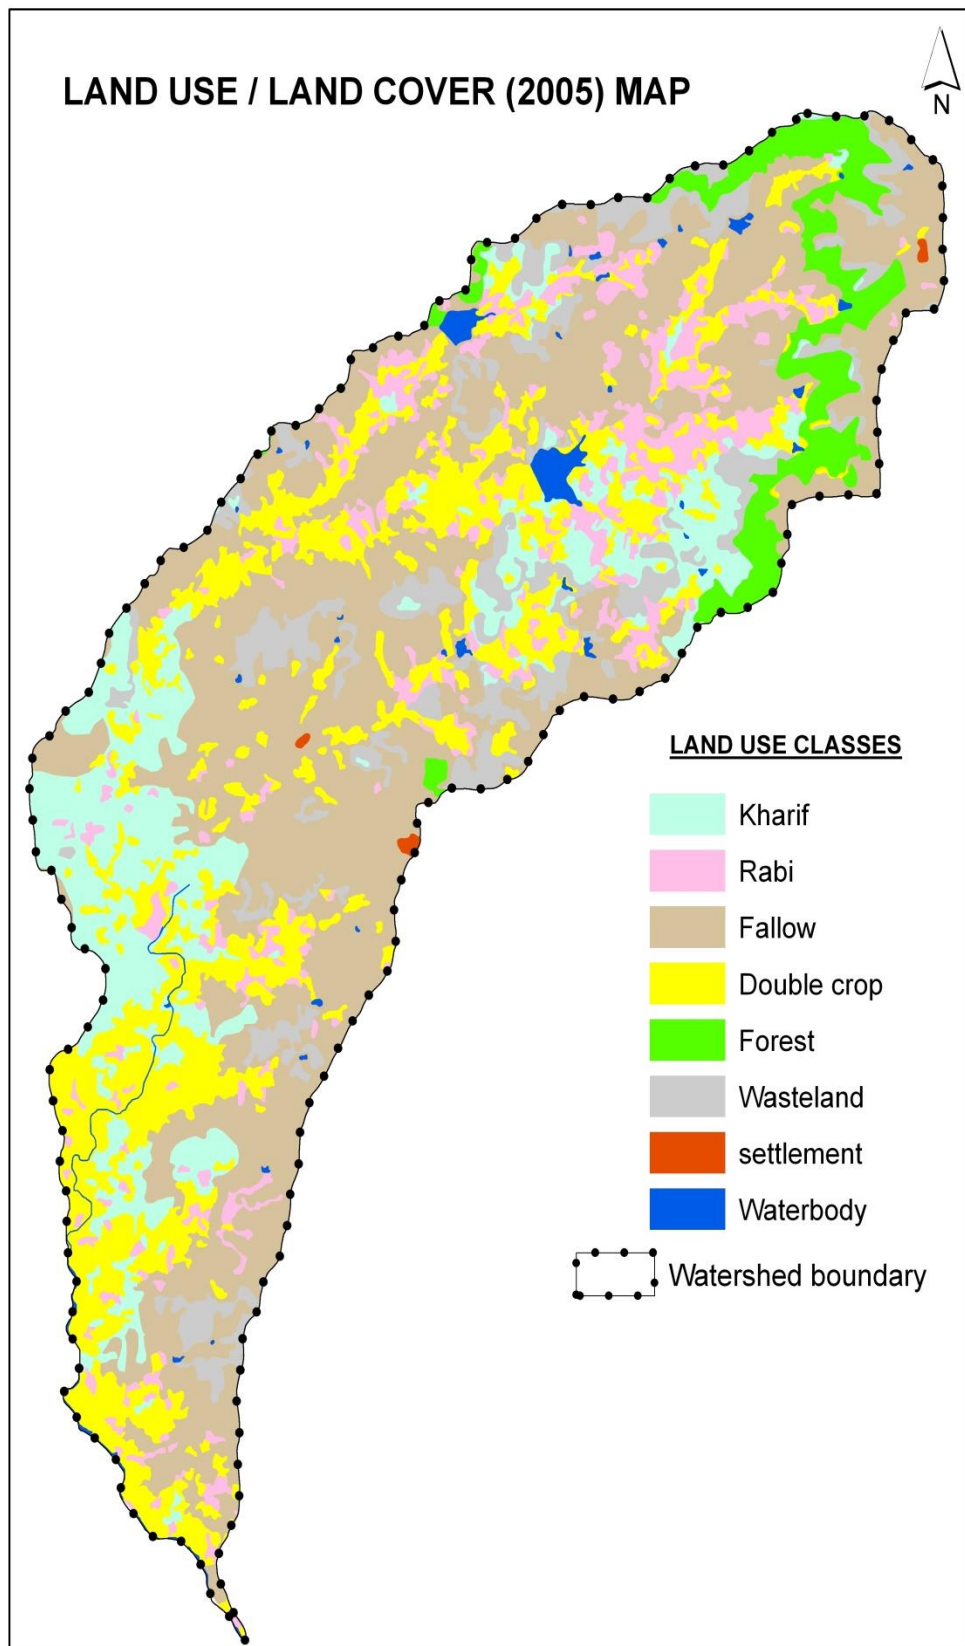 LAND USE / LAND COVER (2005) MAP
N
LAND USE CLASSES
Kharif
Rabi
Fallow
Double crop
Forest
Wasteland
settlement
Waterbody
Watershed boundary